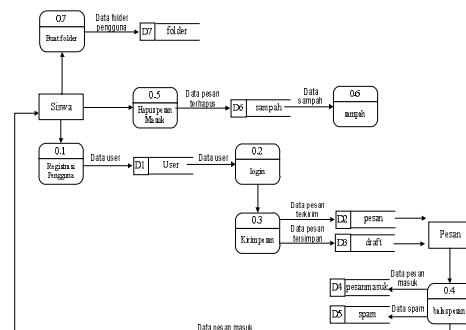 0.7
Buat folder
Data folder
pengguna
D7
folder
Siswa
0.5
Hapus pesan
Masuk
Data pesan
terhapus
D6
sampah
Data
sampah
0.6
sampah
0.1
Registrasi
Pengguna
Data user
D1
User
Data user
0.2
login
0.3
Kirim pesan
Data pesan
terkirim
D2
pesan
Data pesan
tersimpan
D3
draft
Pesan
D4
pesan masuk
Data pesan
masuk
0.4
balas pesan
D5
spam
Data spam
Data pesan masuk